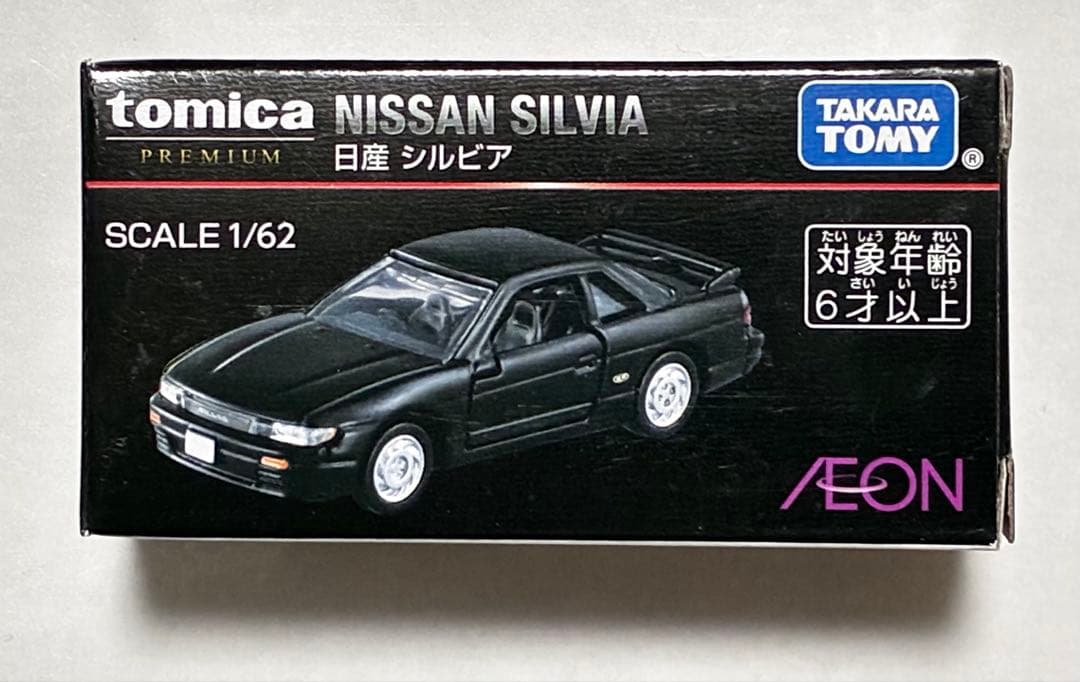 tomica
PREMIUM
NISSAN SILVIA
日産 シルビア
TAKARA
TOMY
®
SCALE 1/62
たいしょうねんれい
対象年齢
さいいじょう
6才以上
SILVIA
ÆON